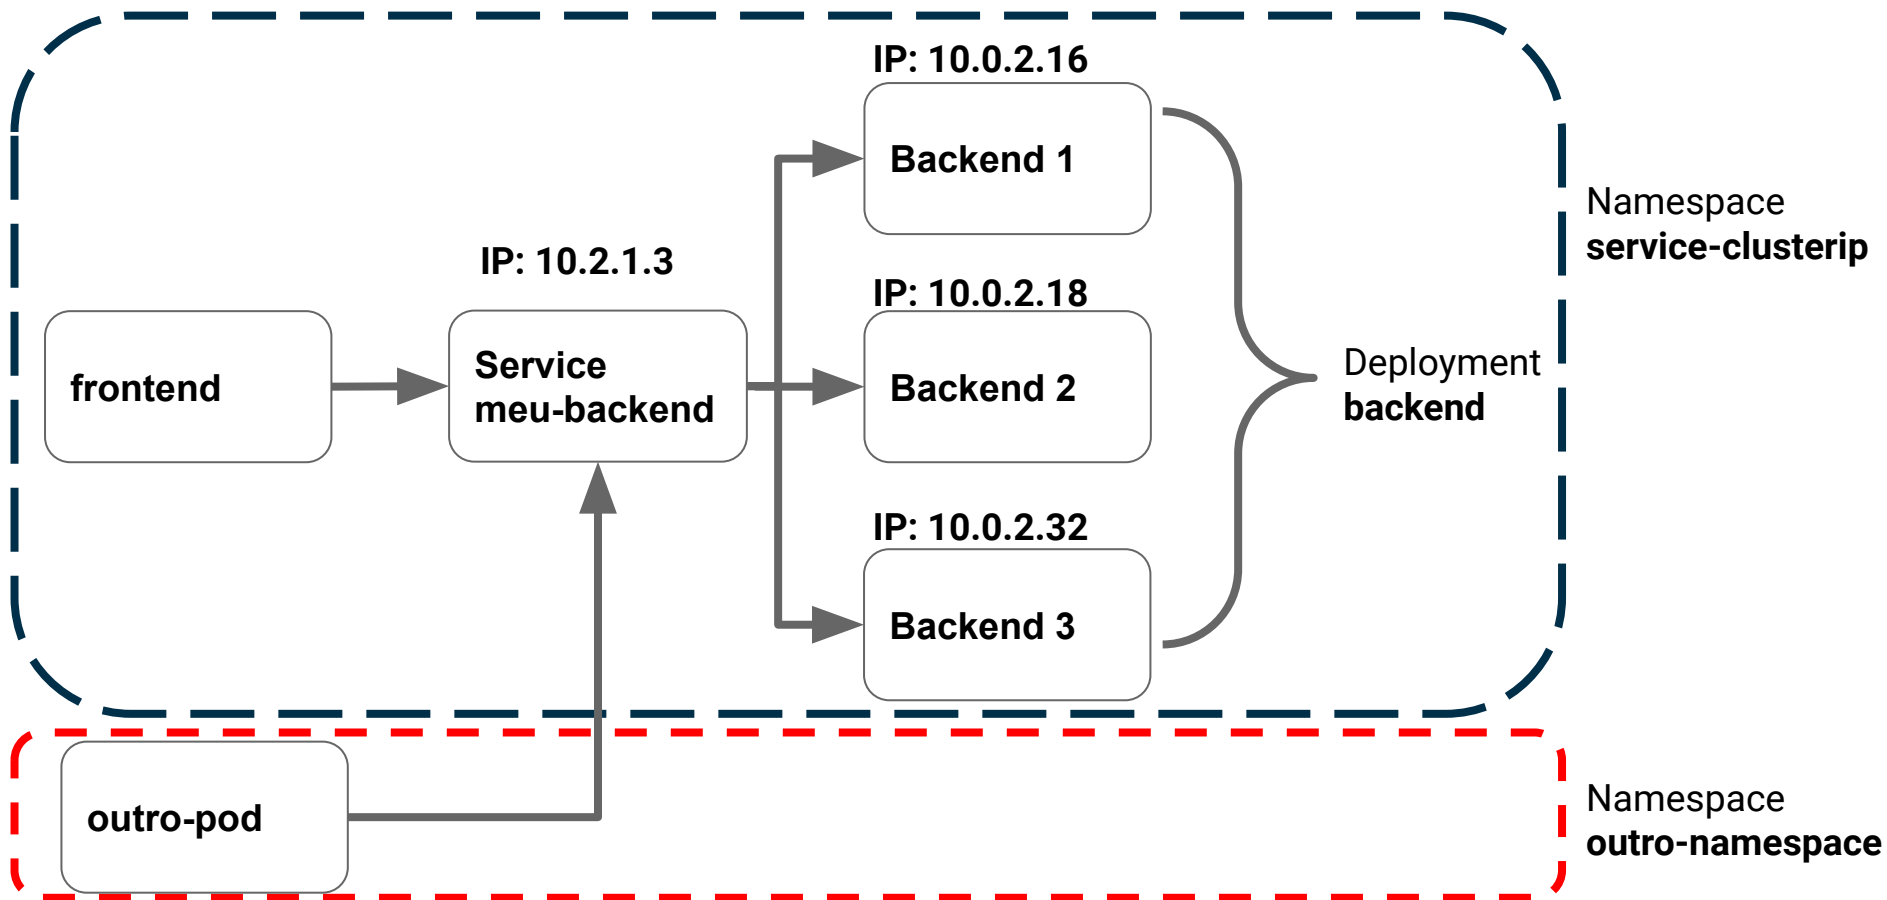 IP: 10.0.2.16
Backend 1
Namespace
service-clusterip
IP: 10.2.1.3
IP: 10.0.2.18
frontend
Service
meu-backend
Backend 2
Deployment
backend
IP: 10.0.2.32
Backend 3
outro-pod
Namespace
outro-namespace